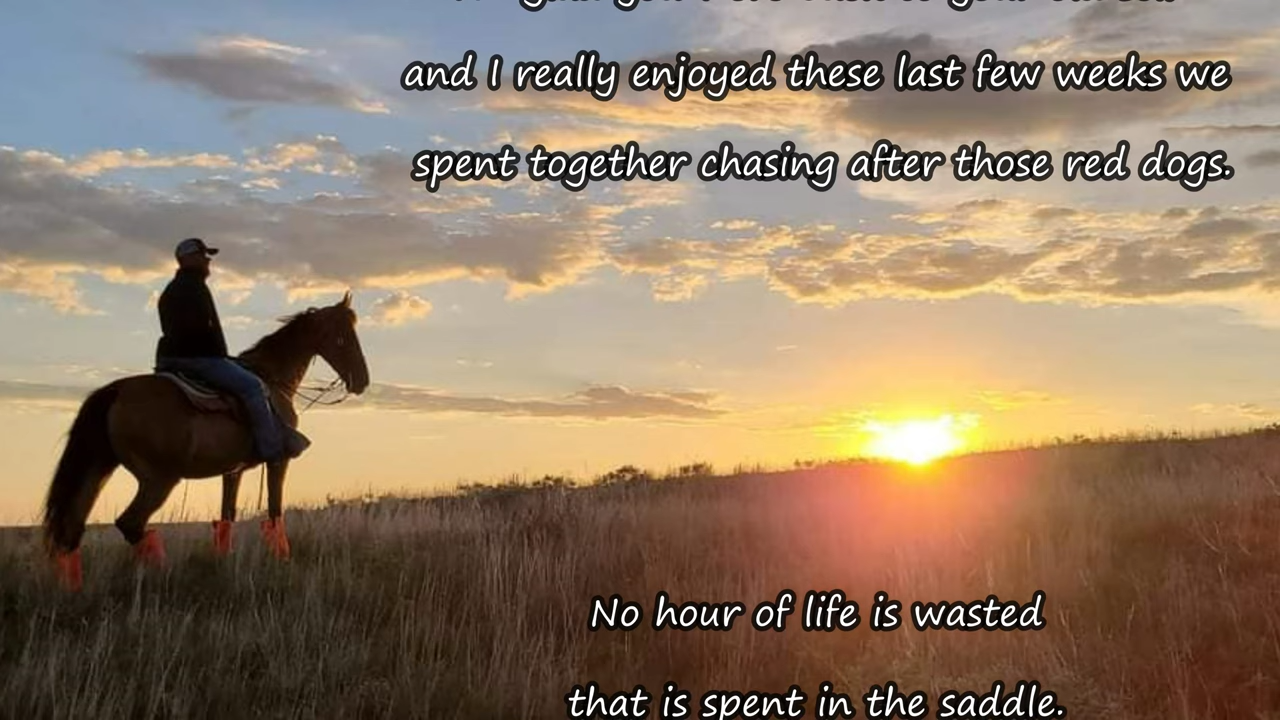 and I really enjoyed these last few weeks we
spent together chasing after those red dogs.
No hour of life is wasted
that is spent in the saddle.